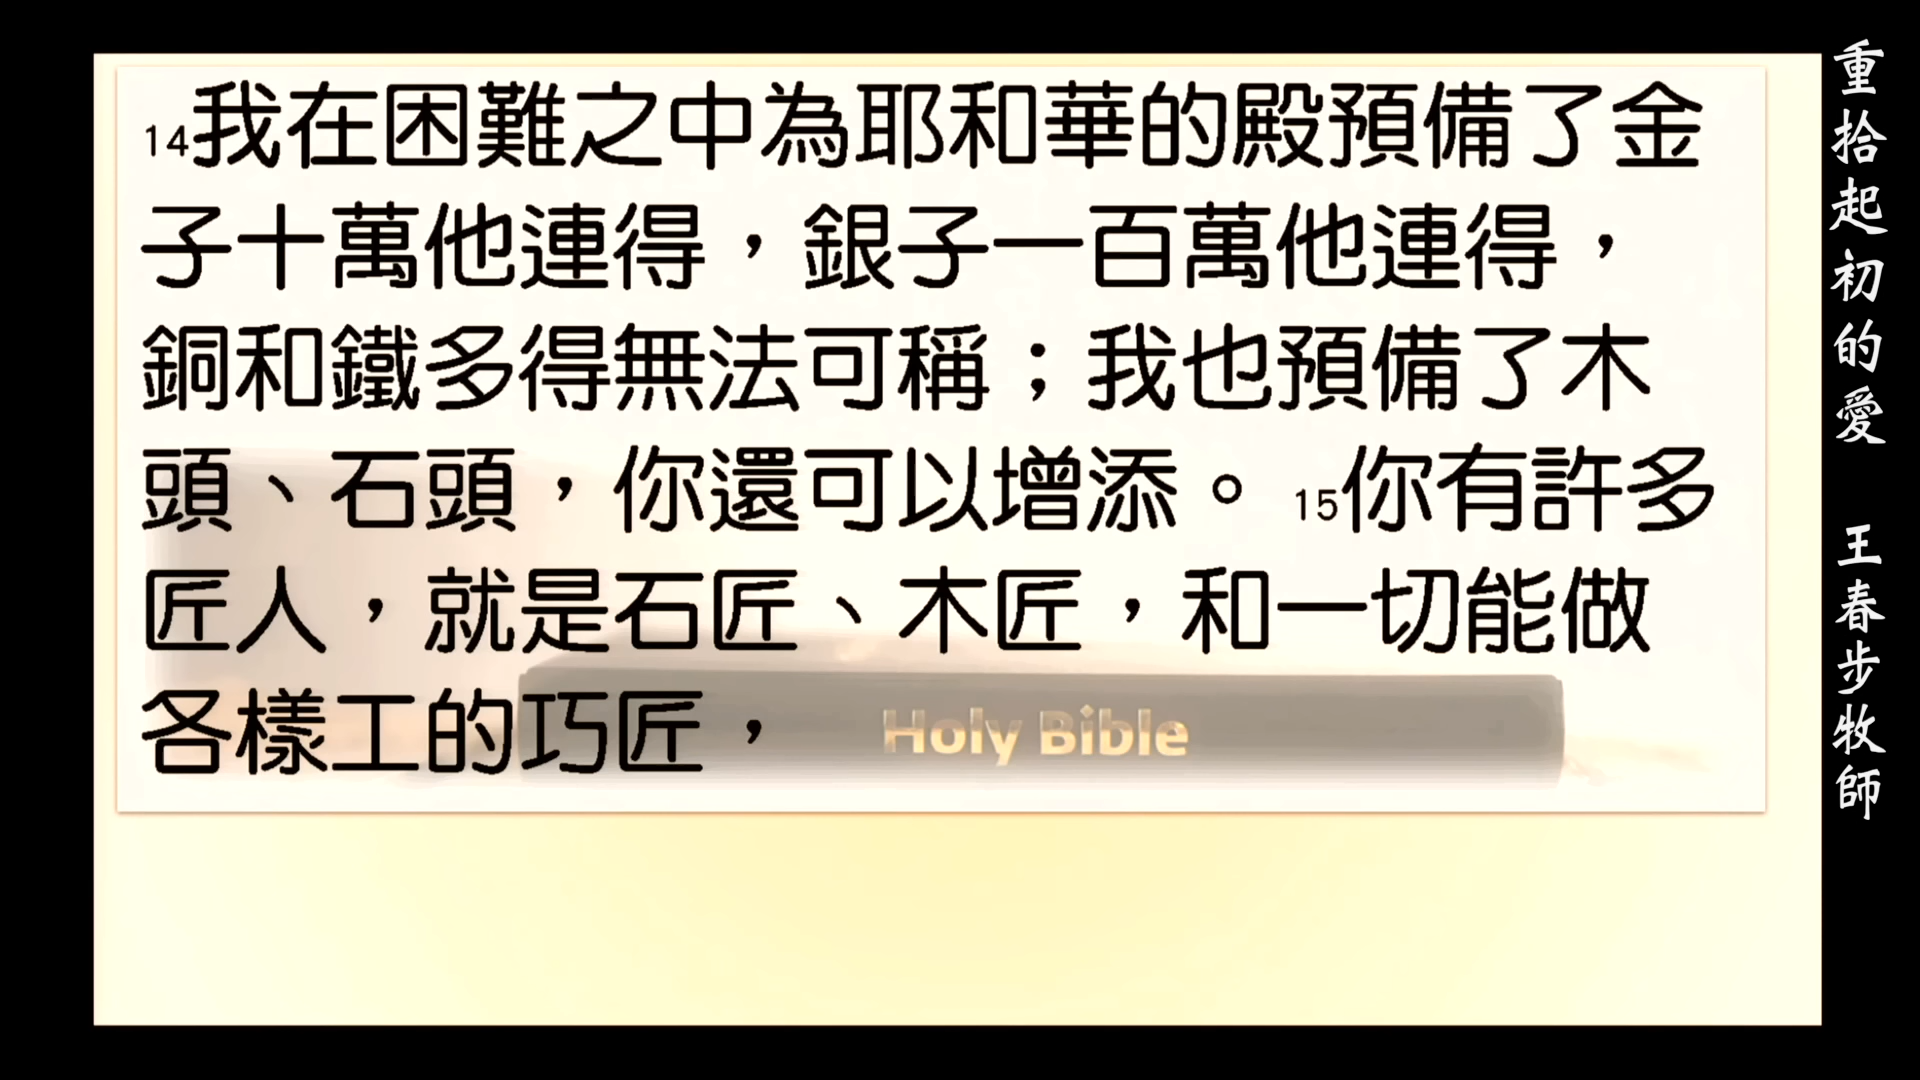 14我在困難之中為耶和華的殿預備了金
子十萬他連得，銀子一百萬他連得，
銅和鐵多得無法可稱；我也預備了木
頭、石頭，你還可以增添。 15你有許多
匠人，就是石匠、木匠，和一切能做
各樣工的巧匠，
Holy Bible
重拾起初的愛 王春步牧師